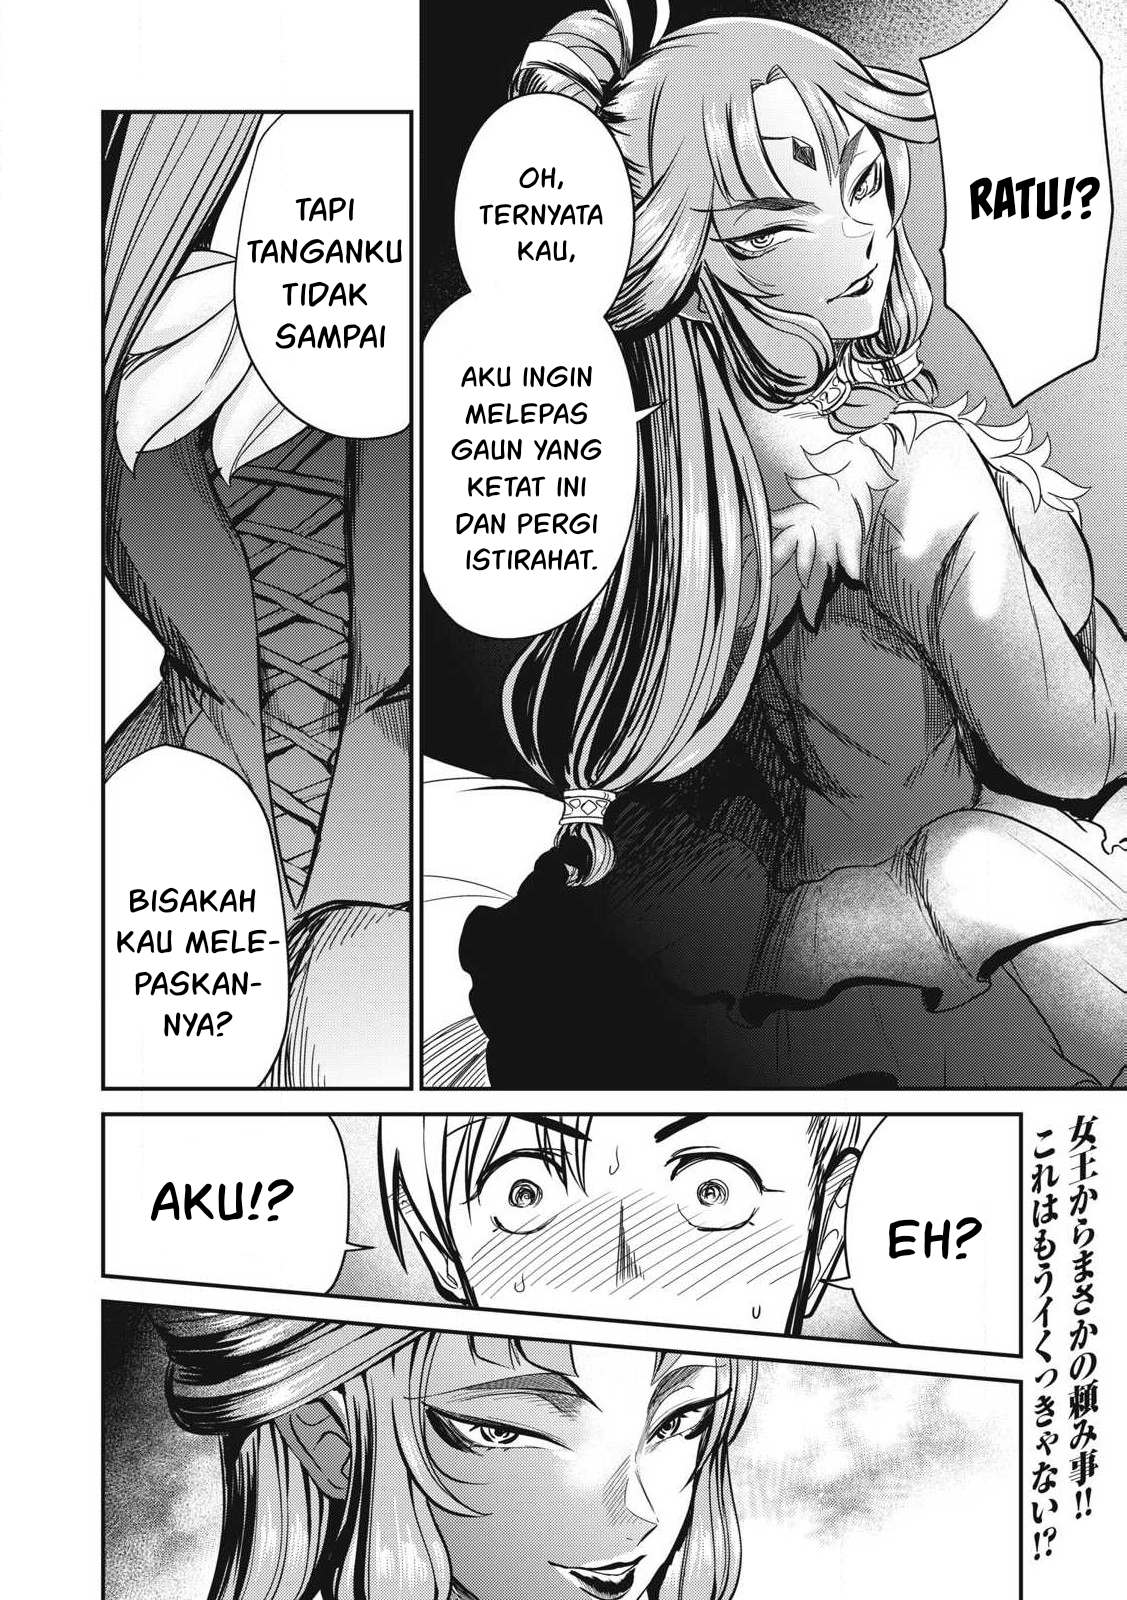 RATU!?
OH,
TERNYATA
KAU,
AKU INGIN
MELEPAS
GAUN YANG
KETAT INI
DAN PERGI
ISTIRAHAT.
TAPI
TANGANKU
TIDAK
SAMPAI
BISAKAH
KAU MELE-
PASKAN-
NYA?
EH?
AKU!?
女王からまさかの頼み事!!
これはもうイくっきゃない!?